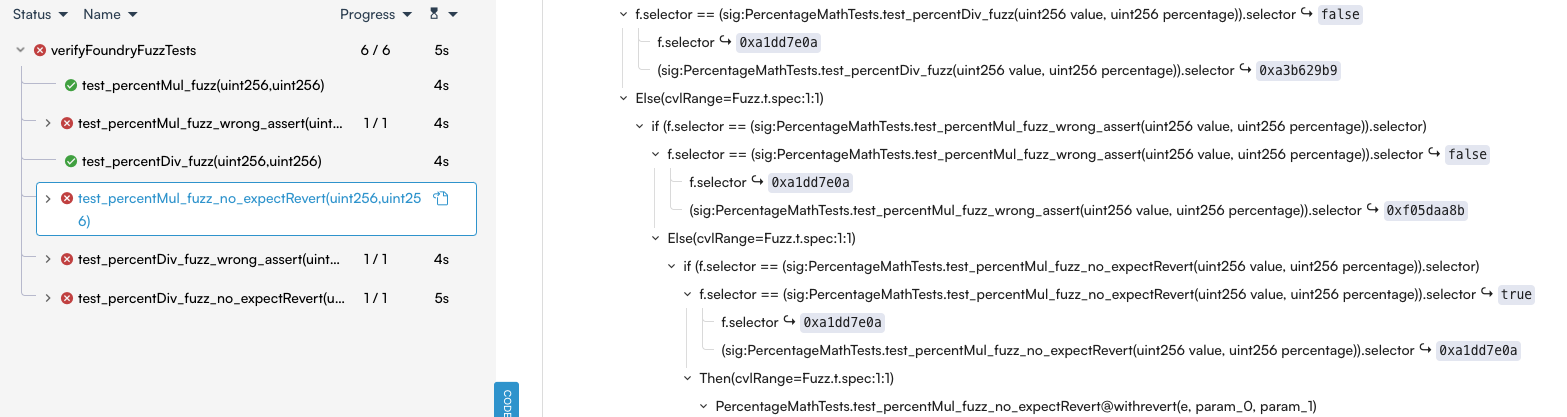 Status Name Progress
verifyFoundryFuzzTests 6 / 6 5s
test_percentMul_fuzz(uint256,uint256) 4s
test_percentMul_fuzz_wrong_assert(uint... 1 / 1 4s
test_percentDiv_fuzz(uint256,uint256) 4s
test_percentMul_fuzz_no_expectRevert(uint256,uint25
6)
test_percentDiv_fuzz_wrong_assert(uint... 1 / 1 4s
test_percentDiv_fuzz_no_expectRevert(u... 1 / 1 5s
CODE
f.selector == (sig:PercentageMathTests.test_percentDiv_fuzz(uint256 value, uint256 percentage)).selector ↪ false
f.selector ↪ 0xa1dd7e0a
(sig:PercentageMathTests.test_percentDiv_fuzz(uint256 value, uint256 percentage)).selector ↪ 0xa3b629b9
Else(cvlRange=Fuzz.t.spec:1:1)
if (f.selector == (sig:PercentageMathTests.test_percentMul_fuzz_wrong_assert(uint256 value, uint256 percentage)).selector)
f.selector == (sig:PercentageMathTests.test_percentMul_fuzz_wrong_assert(uint256 value, uint256 percentage)).selector ↪ false
f.selector ↪ 0xa1dd7e0a
(sig:PercentageMathTests.test_percentMul_fuzz_wrong_assert(uint256 value, uint256 percentage)).selector ↪ 0xf05daa8b
Else(cvlRange=Fuzz.t.spec:1:1)
if (f.selector == (sig:PercentageMathTests.test_percentMul_fuzz_no_expectRevert(uint256 value, uint256 percentage)).selector)
f.selector == (sig:PercentageMathTests.test_percentMul_fuzz_no_expectRevert(uint256 value, uint256 percentage)).selector ↪ true
f.selector ↪ 0xa1dd7e0a
(sig:PercentageMathTests.test_percentMul_fuzz_no_expectRevert(uint256 value, uint256 percentage)).selector ↪ 0xa1dd7e0a
Then(cvlRange=Fuzz.t.spec:1:1)
PercentageMathTests.test_percentMul_fuzz_no_expectRevert@withrevert(e, param_0, param_1)